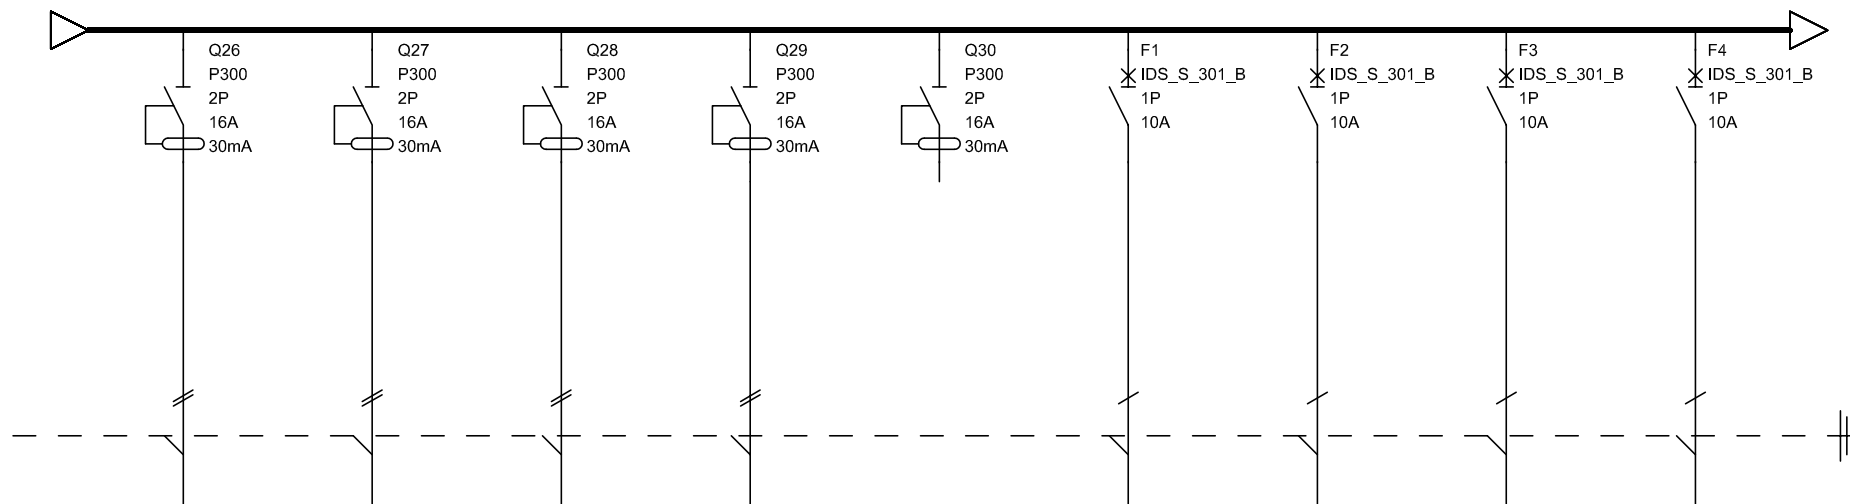 Q26
P300
2P
16A
30mA
Q27
P300
2P
16A
30mA
Q28
P300
2P
16A
30mA
Q29
P300
2P
16A
30mA
Q30
P300
2P
16A
30mA
F1
IDS_S_301_B
1P
10A
F2
IDS_S_301_B
1P
10A
F3
IDS_S_301_B
1P
10A
F4
IDS_S_301_B
1P
10A